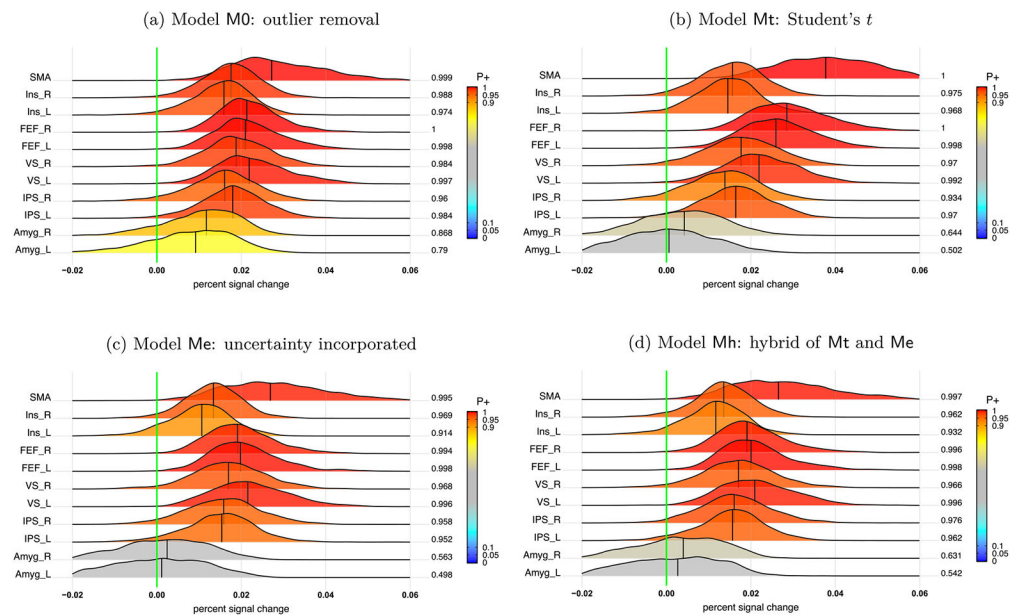 (a) Model M0: outlier removal
SMA 0.999
Ins_R 0.988
Ins_L 0.974
FEF_R 1
FEF_L 0.998
VS_R 0.984
VS_L 0.997
IPS_R 0.96
IPS_L 0.984
Amyg_R 0.868
Amyg_L 0.79
−0.02 0.00 0.02 0.04 0.06
percent signal change
P+
1
0.95
0.9
0.1
0.05
0
(b) Model Mt: Student's t
SMA 1
Ins_R 0.975
Ins_L 0.968
FEF_R 1
FEF_L 0.998
VS_R 0.97
VS_L 0.992
IPS_R 0.934
IPS_L 0.97
Amyg_R 0.644
Amyg_L 0.502
−0.02 0.00 0.02 0.04 0.06
percent signal change
P+
1
0.95
0.9
0.1
0.05
0
(c) Model Me: uncertainty incorporated
SMA 0.995
Ins_R 0.969
Ins_L 0.914
FEF_R 0.994
FEF_L 0.998
VS_R 0.968
VS_L 0.996
IPS_R 0.958
IPS_L 0.952
Amyg_R 0.563
Amyg_L 0.498
−0.02 0.00 0.02 0.04 0.06
percent signal change
P+
1
0.95
0.9
0.1
0.05
0
(d) Model Mh: hybrid of Mt and Me
SMA 0.997
Ins_R 0.962
Ins_L 0.932
FEF_R 0.996
FEF_L 0.998
VS_R 0.966
VS_L 0.996
IPS_R 0.976
IPS_L 0.962
Amyg_R 0.631
Amyg_L 0.542
−0.02 0.00 0.02 0.04 0.06
percent signal change
P+
1
0.95
0.9
0.1
0.05
0